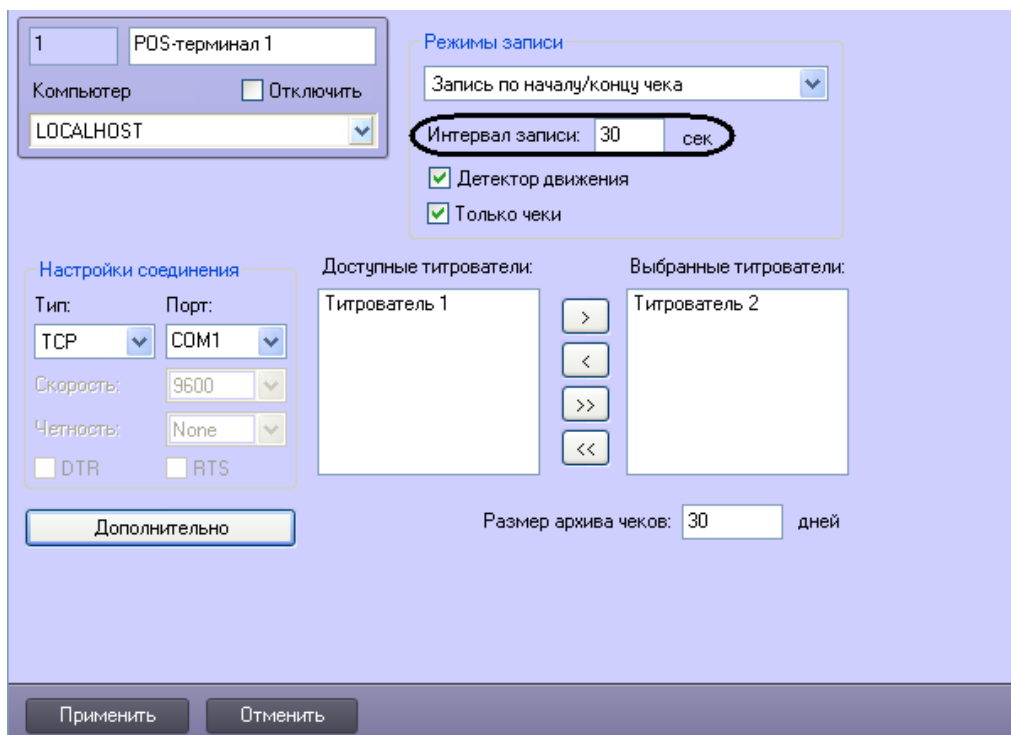 1 POS-терминал 1
Компьютер Отключить
LOCALHOST
Режимы записи
Запись по началу/концу чека
Интервал записи: 30 сек
Детектор движения
Только чеки
Настройки соединения
Тип: Порт:
TCP COM1
Скорость: 9600
Четность: None
DTR RTS
Дополнительно
Доступные титрователи: Выбранные титрователи:
Титрователь 1 Титрователь 2
>
<
>>
<<
Размер архива чеков: 30 дней
Применить Отменить